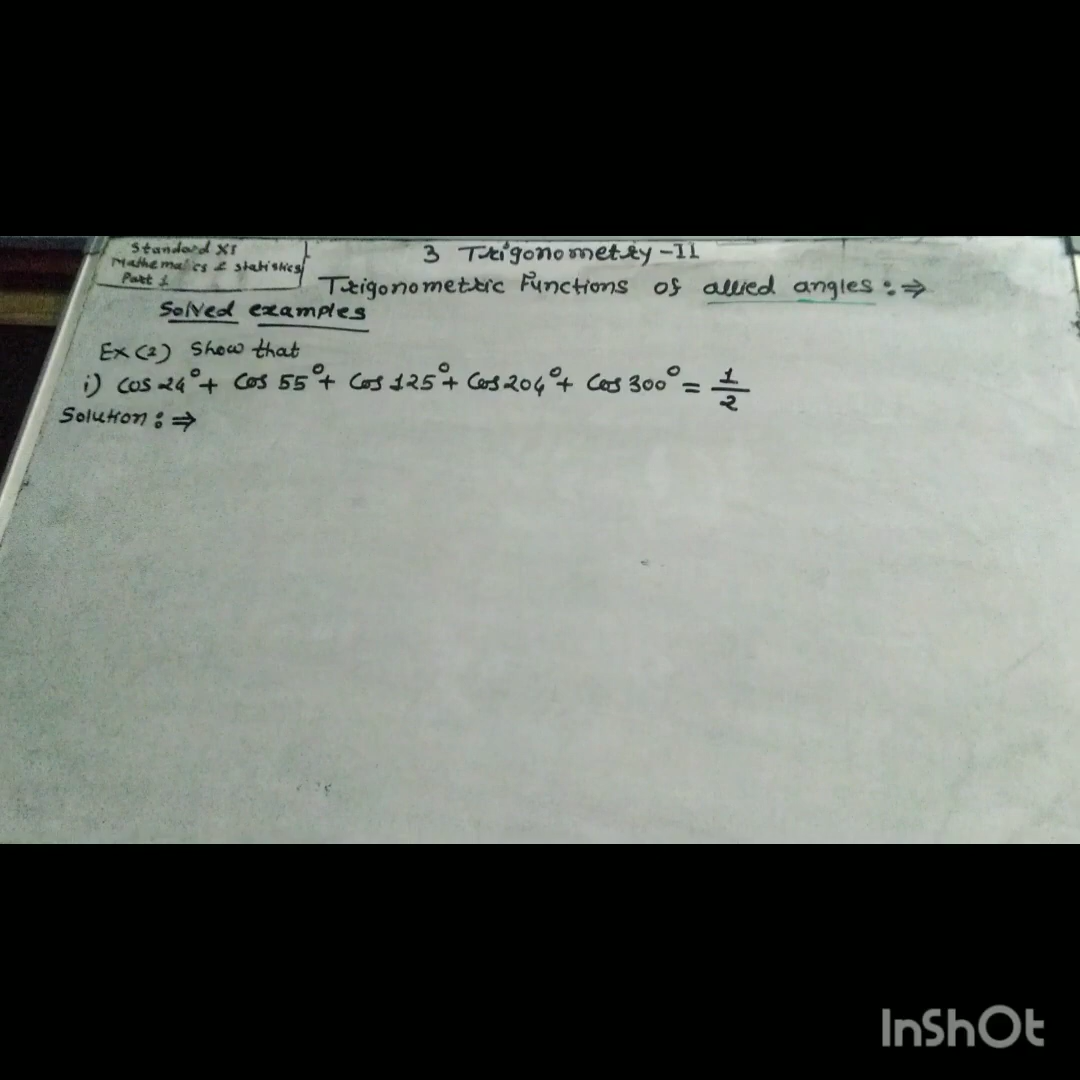 Standard XI
Mathematics & statistics
Part 1
3 Trigonometry-II
Trigonometric Functions of allied angles:⇒
Solved examples
Ex (2) Show that
i) cos 24° + cos 55° + cos 125° + cos 204° + cos 300° = 1/2
Solution:⇒
InShOt